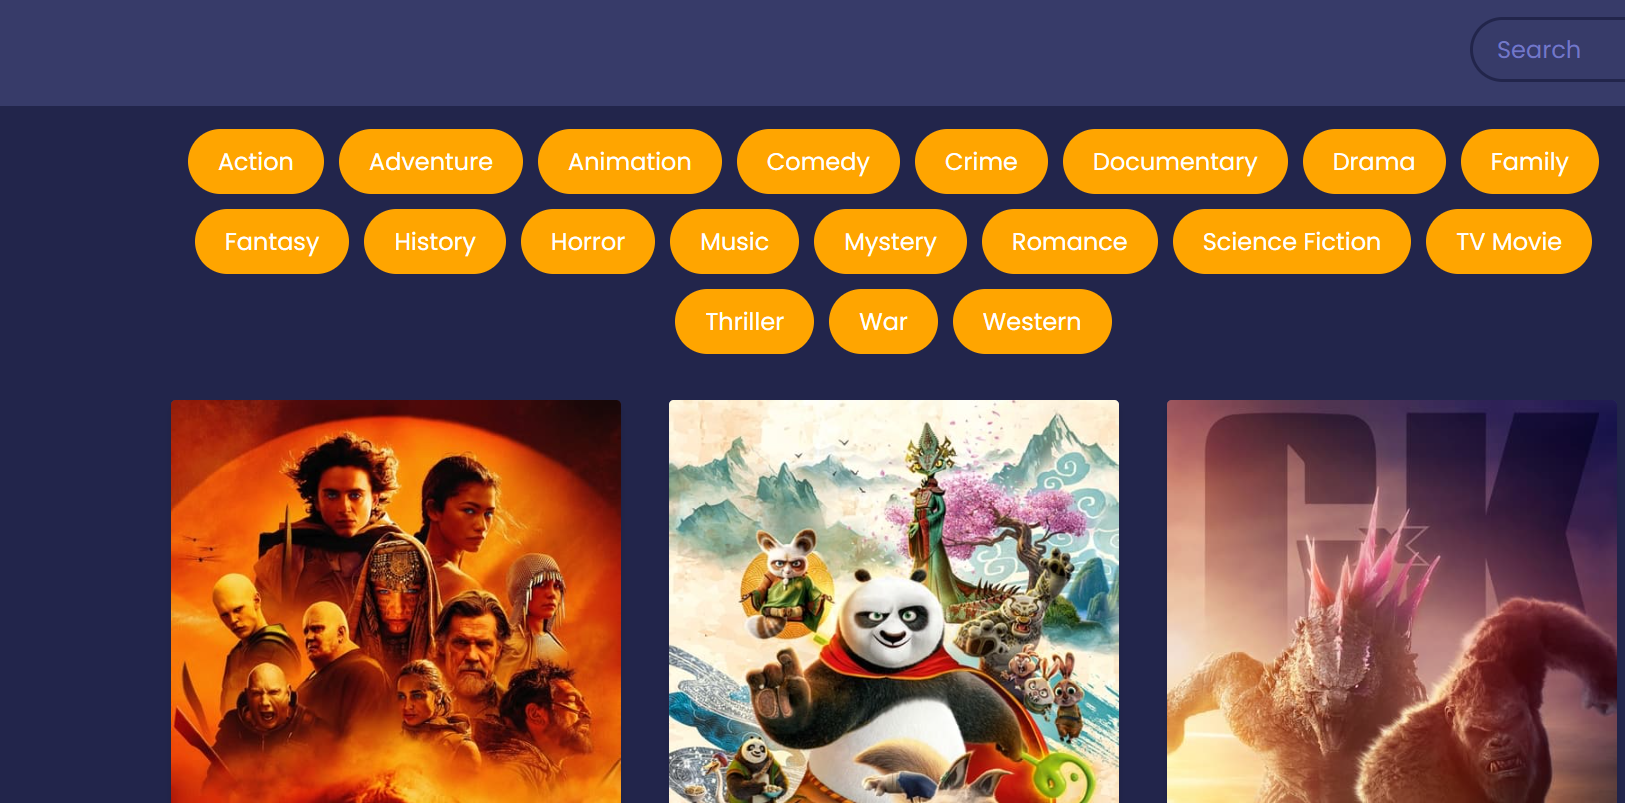 Search
Action Adventure Animation Comedy Crime Documentary Drama Family
Fantasy History Horror Music Mystery Romance Science Fiction TV Movie
Thriller War Western
GK